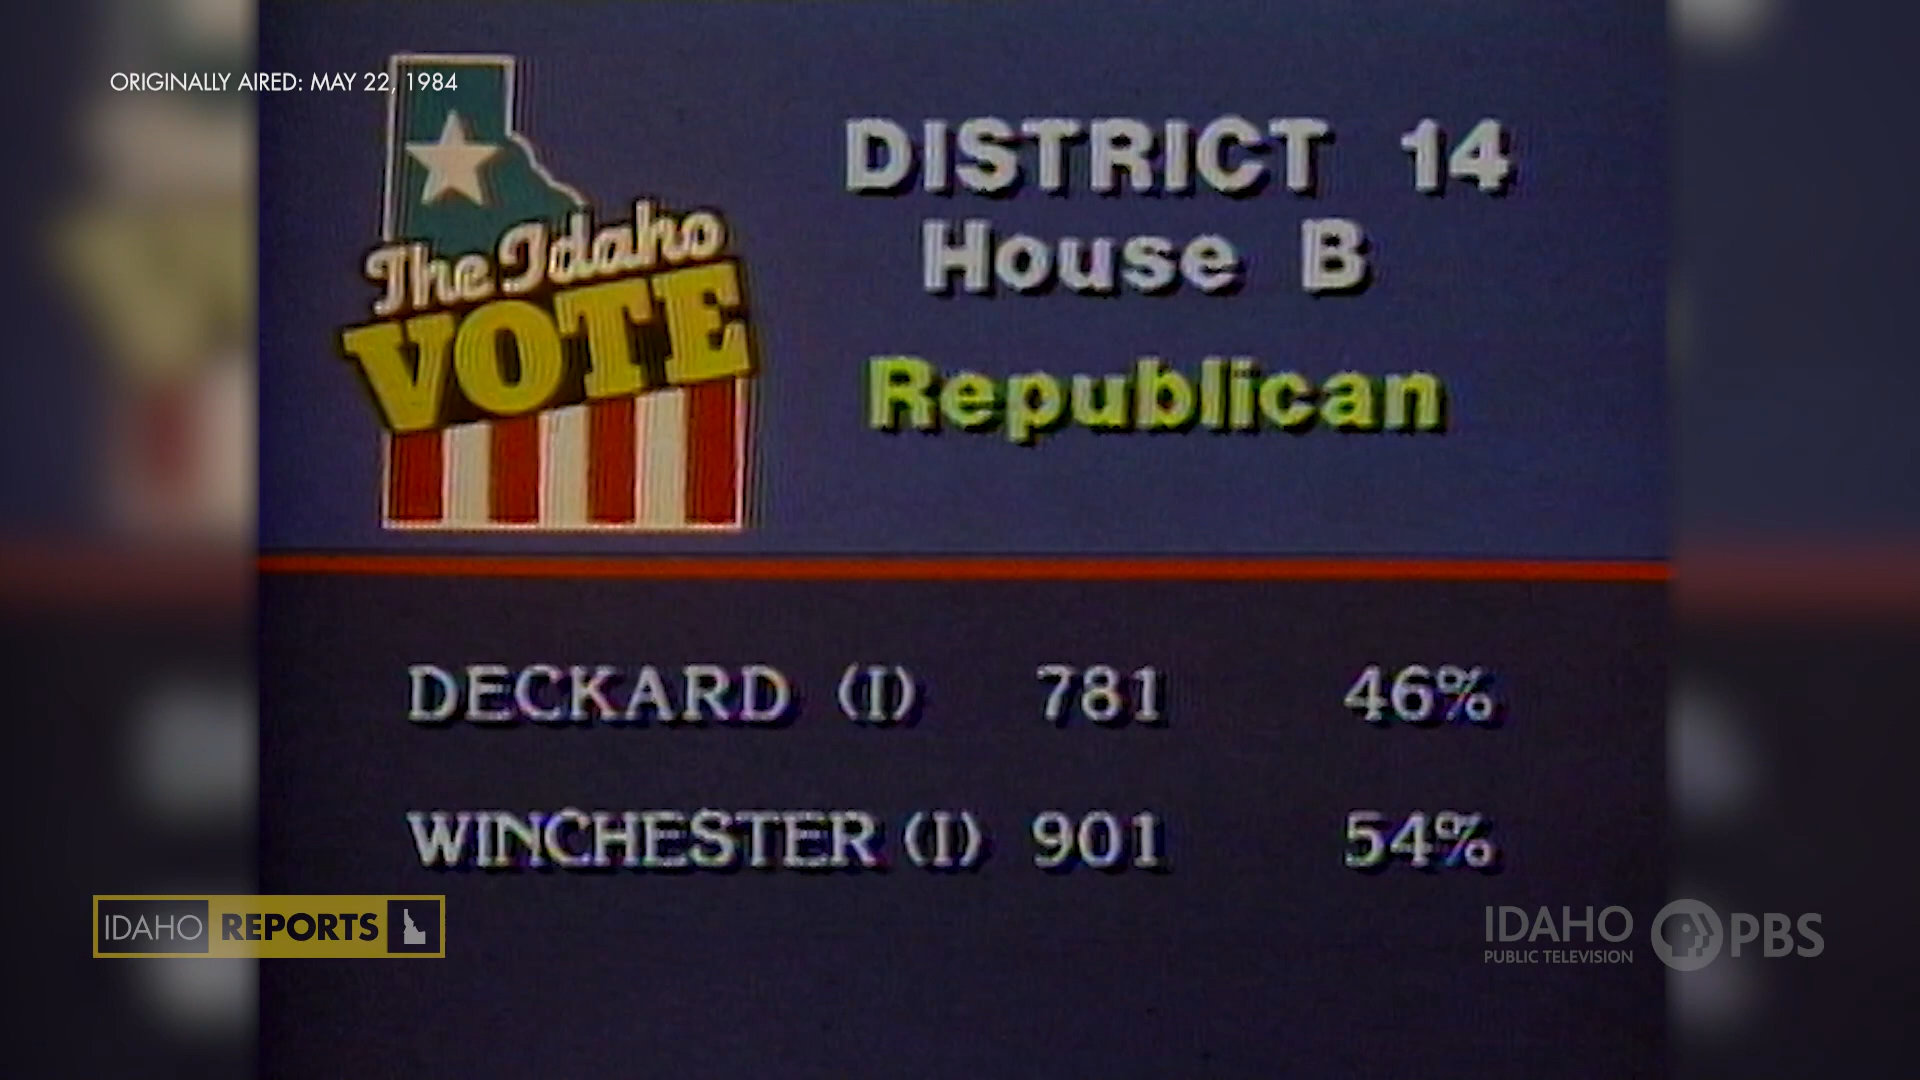 ORIGINALLY AIRED: MAY 22, 1984
The Idaho
VOTE
DISTRICT 14
House B
Republican
DECKARD (I) 781 46%
WINCHESTER (I) 901 54%
IDAHO REPORTS
IDAHO
PUBLIC TELEVISION
PBS